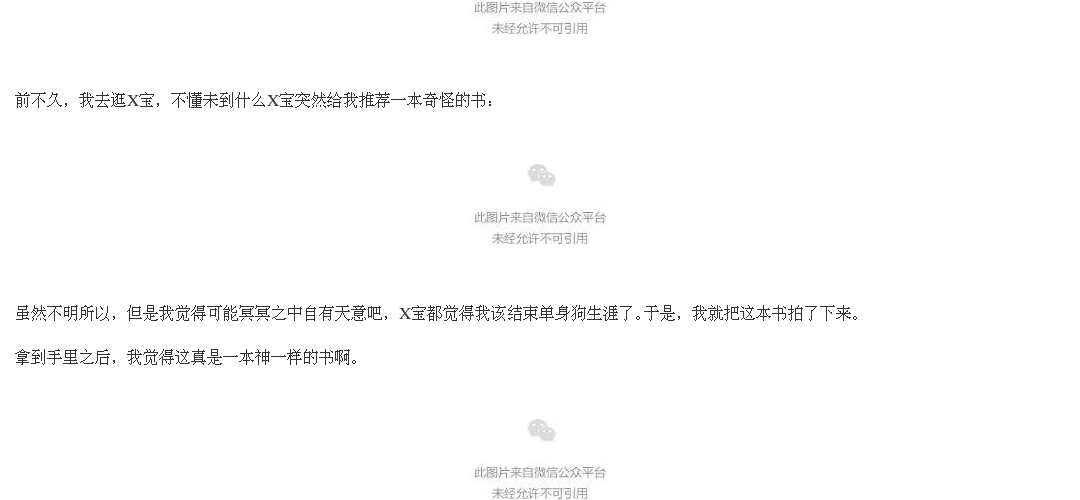 此图片来自微信公众平台
未经允许不可引用
前不久，我去逛X宝，不懂未到什么X宝突然给我推荐一本奇怪的书：
此图片来自微信公众平台
未经允许不可引用
虽然不明所以，但是我觉得可能冥冥之中自有天意吧，X宝都觉得我该结束单身狗生涯了。于是，我就把这本书拍了下来。
拿到手里之后，我觉得这真是一本神一样的书啊。
此图片来自微信公众平台
未经允许不可引用